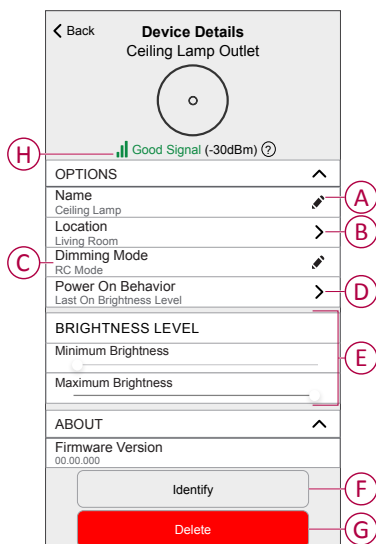 Back
Device Details
Ceiling Lamp Outlet
H
Good Signal (-30dBm) ?
OPTIONS
Name
Ceiling Lamp
A
Location
Living Room
B
C
Dimming Mode
RC Mode
Power On Behavior
Last On Brightness Level
D
BRIGHTNESS LEVEL
Minimum Brightness
E
Maximum Brightness
ABOUT
Firmware Version
00.00.000
Identify
F
Delete
G